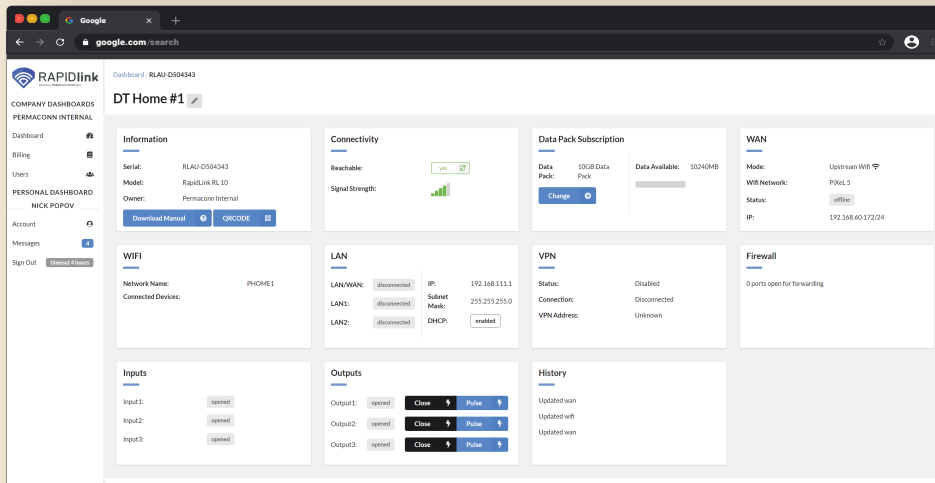 Google
google.com/search
RAPIDlink
COMPANY DASHBOARDS
PERMACONN INTERNAL
Dashboard
Billing
Users
PERSONAL DASHBOARD
NICK POPOV
Account
Messages 4
Sign Out timeout 4 hours
Dashboard / RLAU-D504343
DT Home #1
Information
Serial: RLAU-D504343
Model: RapidLink RL 10
Owner: Permaconn Internal
Download Manual QRCODE
Connectivity
Reachable: yes
Signal Strength:
Data Pack Subscription
Data Pack: 10GB Data Pack
Data Available: 10240MB
Change
WAN
Mode: Upstream Wifi
Wifi Network: PiXeL 5
Status: offline
IP: 192.168.60.172/24
WIFI
Network Name: PHOME1
Connected Devices:
LAN
LAN/WAN: disconnected
LAN1: disconnected
LAN2: disconnected
IP: 192.168.111.1
Subnet Mask: 255.255.255.0
DHCP: enabled
VPN
Status: Disabled
Connection: Disconnected
VPN Address: Unknown
Firewall
0 ports open for forwarding
Inputs
Input1: opened
Input2: opened
Input3: opened
Outputs
Output1: opened Close Pulse
Output2: opened Close Pulse
Output3: opened Close Pulse
History
Updated wan
Updated wifi
Updated wan